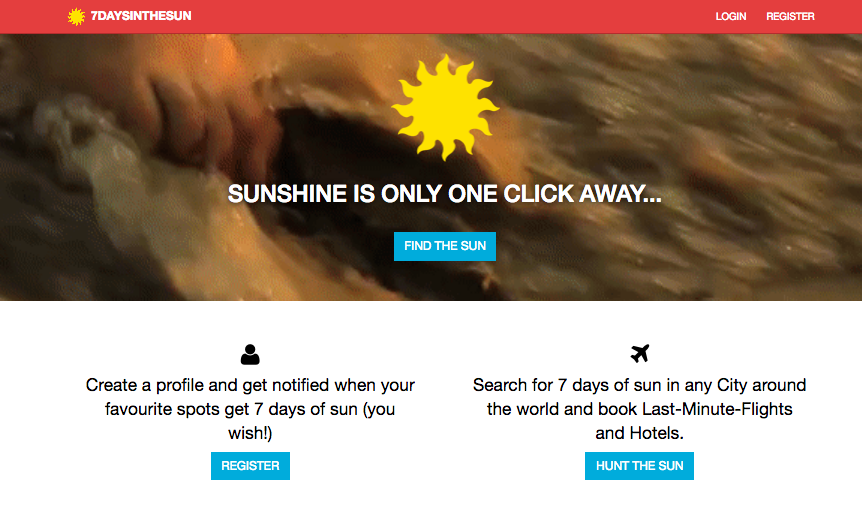 7DAYSINTHESUN
LOGIN
REGISTER
SUNSHINE IS ONLY ONE CLICK AWAY...
FIND THE SUN
Create a profile and get notified when your
favourite spots get 7 days of sun (you
wish!)
REGISTER
Search for 7 days of sun in any City around
the world and book Last-Minute-Flights
and Hotels.
HUNT THE SUN